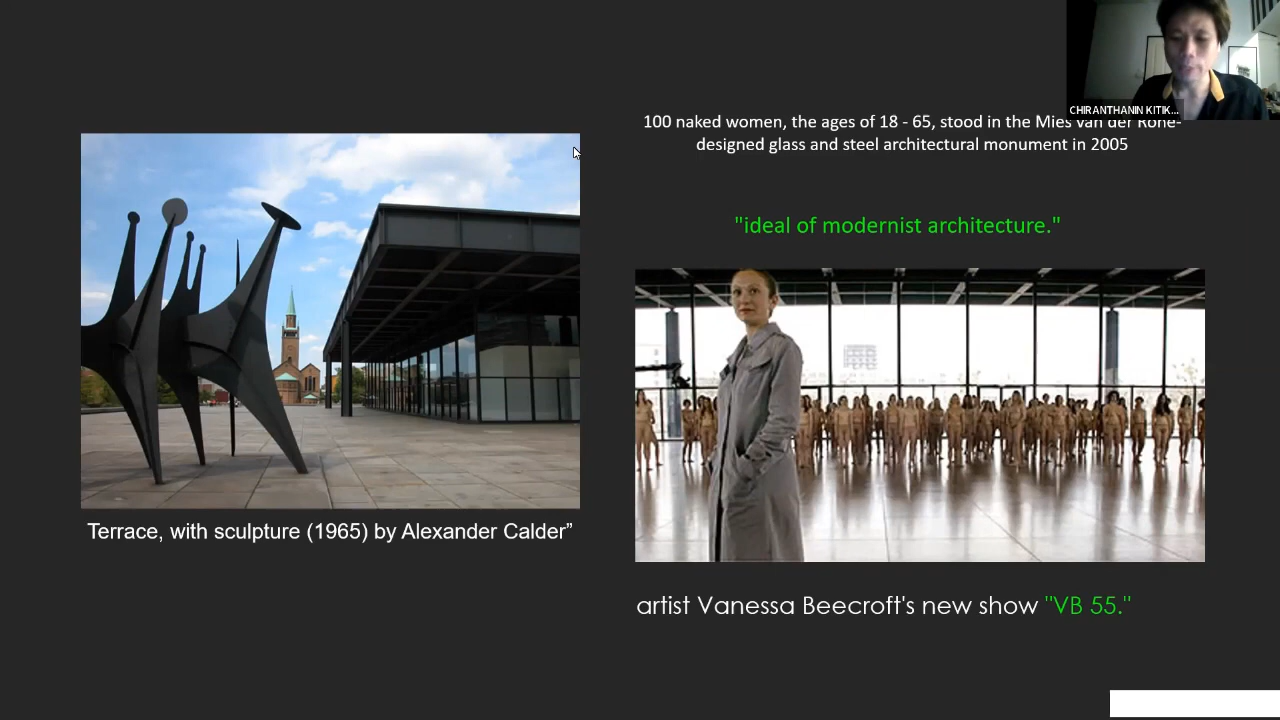 CHIRANTHANIN KITIK...
100 naked women, the ages of 18 - 65, stood in the Mies van der Rohe-
designed glass and steel architectural monument in 2005
"ideal of modernist architecture."
Terrace, with sculpture (1965) by Alexander Calder”
artist Vanessa Beecroft's new show "VB 55."